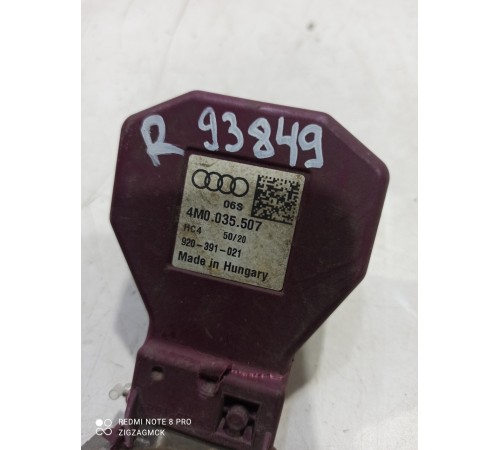 R 93849
06S
4M0.035.507
RC4 50/20
920-391-021
Made in Hungary
REDMI NOTE 8 PRO
ZIGZAGMCK